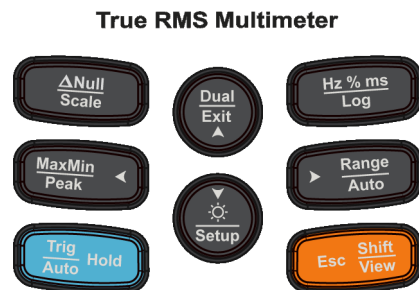 True RMS Multimeter
ΔNull
Scale
Dual
Exit
Hz % ms
Log
MaxMin
Peak
Setup
Range
Auto
Trig
Auto Hold
Esc Shift
View